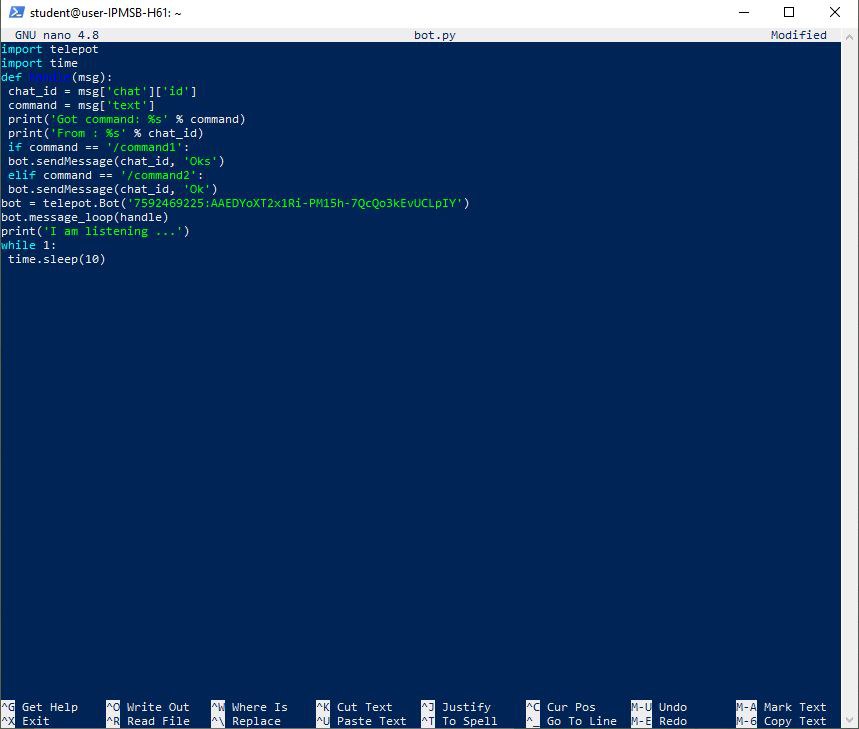 student@user-IPMSB-H61: ~
GNU nano 4.8 bot.py Modified
import telepot
import time
def handle(msg):
 chat_id = msg['chat']['id']
 command = msg['text']
 print('Got command: %s' % command)
 print('From : %s' % chat_id)
 if command == '/command1':
 bot.sendMessage(chat_id, 'Oks')
 elif command == '/command2':
 bot.sendMessage(chat_id, 'Ok')
bot = telepot.Bot('7592469225:AAEDYoXT2x1Ri-PM15h-7QcQo3kEvUCLpIY')
bot.message_loop(handle)
print('I am listening ...')
while 1:
 time.sleep(10)
^G Get Help ^O Write Out ^W Where Is ^K Cut Text ^J Justify ^C Cur Pos M-U Undo M-A Mark Text
^X Exit ^R Read File ^\ Replace ^U Paste Text ^T To Spell ^_ Go To Line M-E Redo M-6 Copy Text